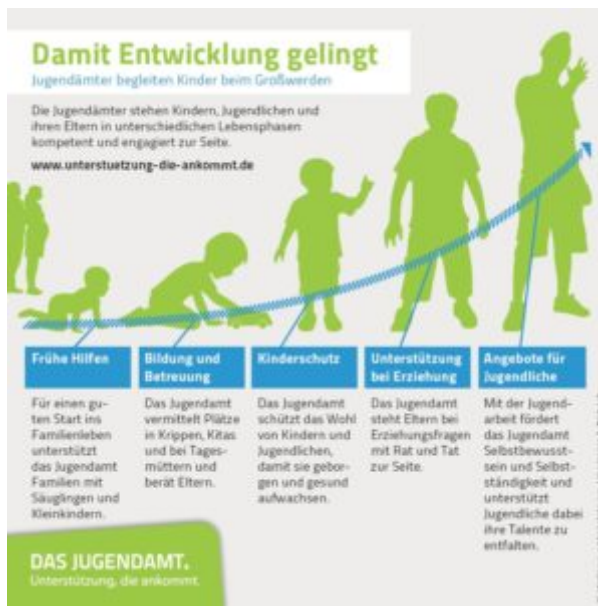 Damit Entwicklung gelingt
Jugendämter begleiten Kinder beim Großwerden
Die Jugendämter stehen Kindern, Jugendlichen und
ihren Eltern in unterschiedlichen Lebensphasen
kompetent und engagiert zur Seite.
www.unterstuetzung-die-ankommt.de
Frühe Hilfen
Für einen gu-
ten Start ins
Familienleben
unterstützt
das Jugendamt
Familien mit
Säuglingen und
Kleinkindern.
Bildung und
Betreuung
Das Jugendamt
vermittelt Plätze
in Krippen, Kitas
und bei Tages-
müttern und
berät Eltern.
Kinderschutz
Das Jugendamt
schützt das Wohl
von Kindern und
Jugendlichen,
damit sie gebor-
gen und gesund
aufwachsen.
Unterstützung
bei Erziehung
Das Jugendamt
steht Eltern bei
Erziehungsfragen
mit Rat und Tat
zur Seite.
Angebote für
Jugendliche
Mit der Jugend-
arbeit fördert
das Jugendamt
Selbstbewusst-
sein und Selbst-
ständigkeit und
unterstützt
Jugendliche dabei
ihre Talente zu
entfalten.
DAS JUGENDAMT.
Unterstützung, die ankommt.